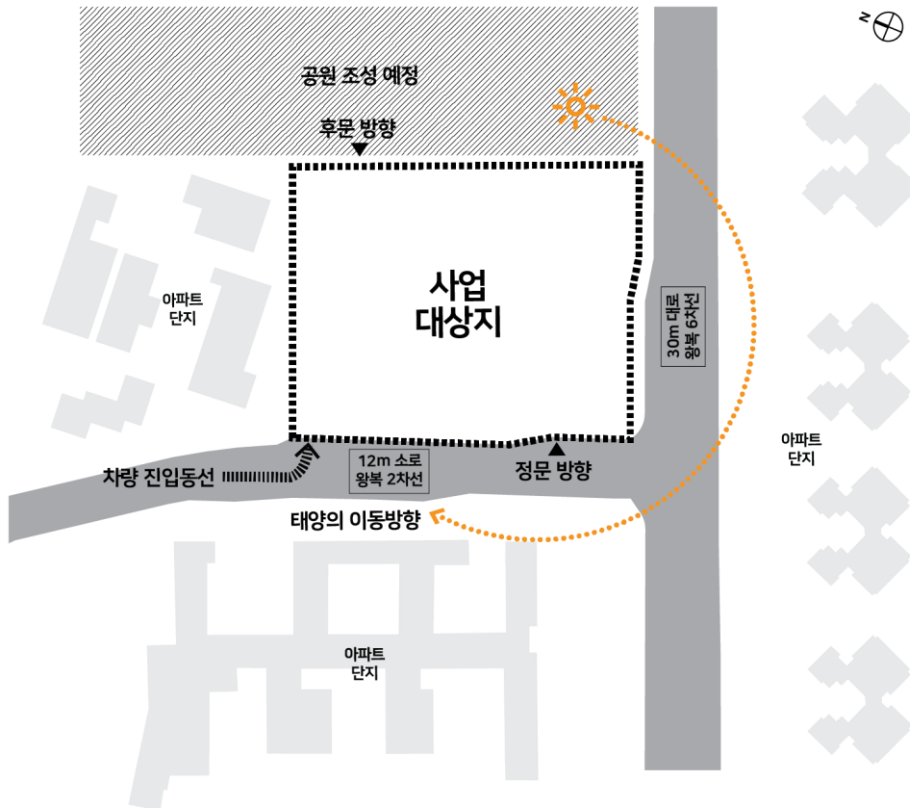 N
공원 조성 예정
후문 방향
사업
대상지
아파트
단지
30m 대로
왕복 6차선
아파트
단지
차량 진입동선
12m 소로
왕복 2차선
정문 방향
태양의 이동방향
아파트
단지